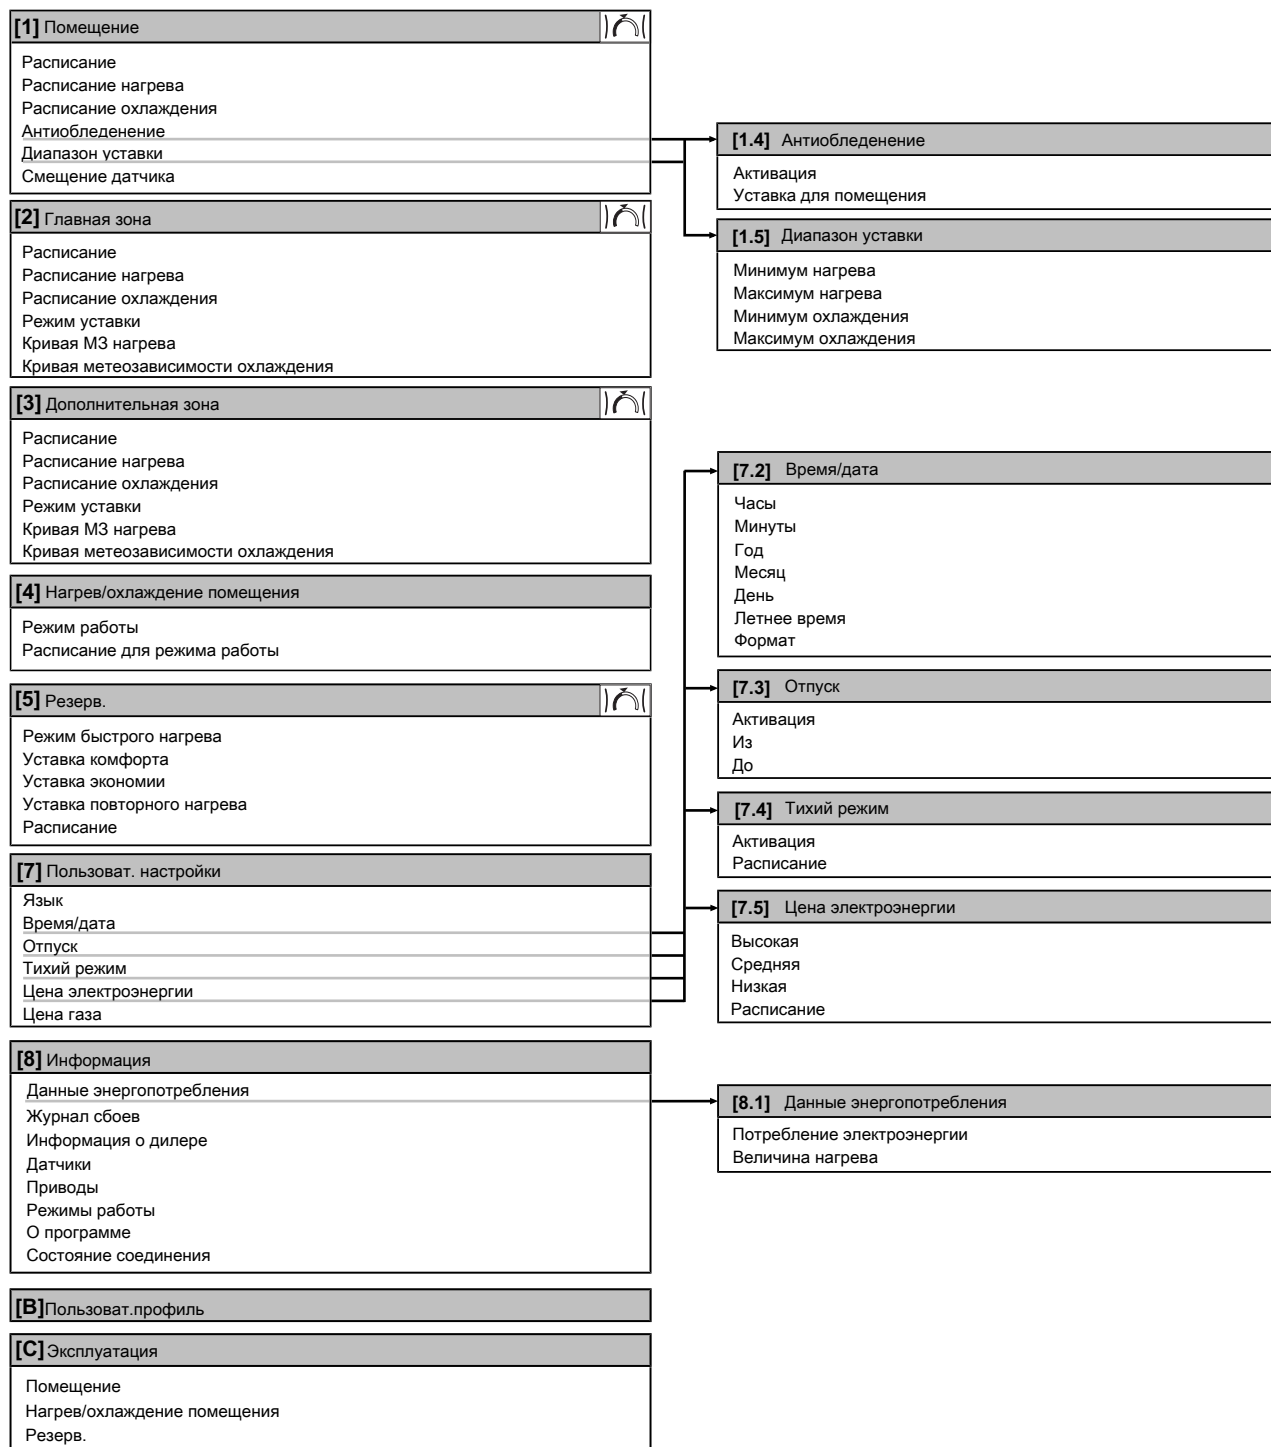 [1] Помещение
Расписание
Расписание нагрева
Расписание охлаждения
Антиобледенение
Диапазон уставки
Смещение датчика
[1.4] Антиобледенение
Активация
Уставка для помещения
[1.5] Диапазон уставки
Минимум нагрева
Максимум нагрева
Минимум охлаждения
Максимум охлаждения
[2] Главная зона
Расписание
Расписание нагрева
Расписание охлаждения
Режим уставки
Кривая МЗ нагрева
Кривая метеозависимости охлаждения
[3] Дополнительная зона
Расписание
Расписание нагрева
Расписание охлаждения
Режим уставки
Кривая МЗ нагрева
Кривая метеозависимости охлаждения
[4] Нагрев/охлаждение помещения
Режим работы
Расписание для режима работы
[5] Резерв.
Режим быстрого нагрева
Уставка комфорта
Уставка экономии
Уставка повторного нагрева
Расписание
[7] Пользоват. настройки
Язык
Время/дата
Отпуск
Тихий режим
Цена электроэнергии
Цена газа
[7.2] Время/дата
Часы
Минуты
Год
Месяц
День
Летнее время
Формат
[7.3] Отпуск
Активация
Из
До
[7.4] Тихий режим
Активация
Расписание
[7.5] Цена электроэнергии
Высокая
Средняя
Низкая
Расписание
[8] Информация
Данные энергопотребления
Журнал сбоев
Информация о дилере
Датчики
Приводы
Режимы работы
О программе
Состояние соединения
[8.1] Данные энергопотребления
Потребление электроэнергии
Величина нагрева
[B]Пользоват.профиль
[C] Эксплуатация
Помещение
Нагрев/охлаждение помещения
Резерв.